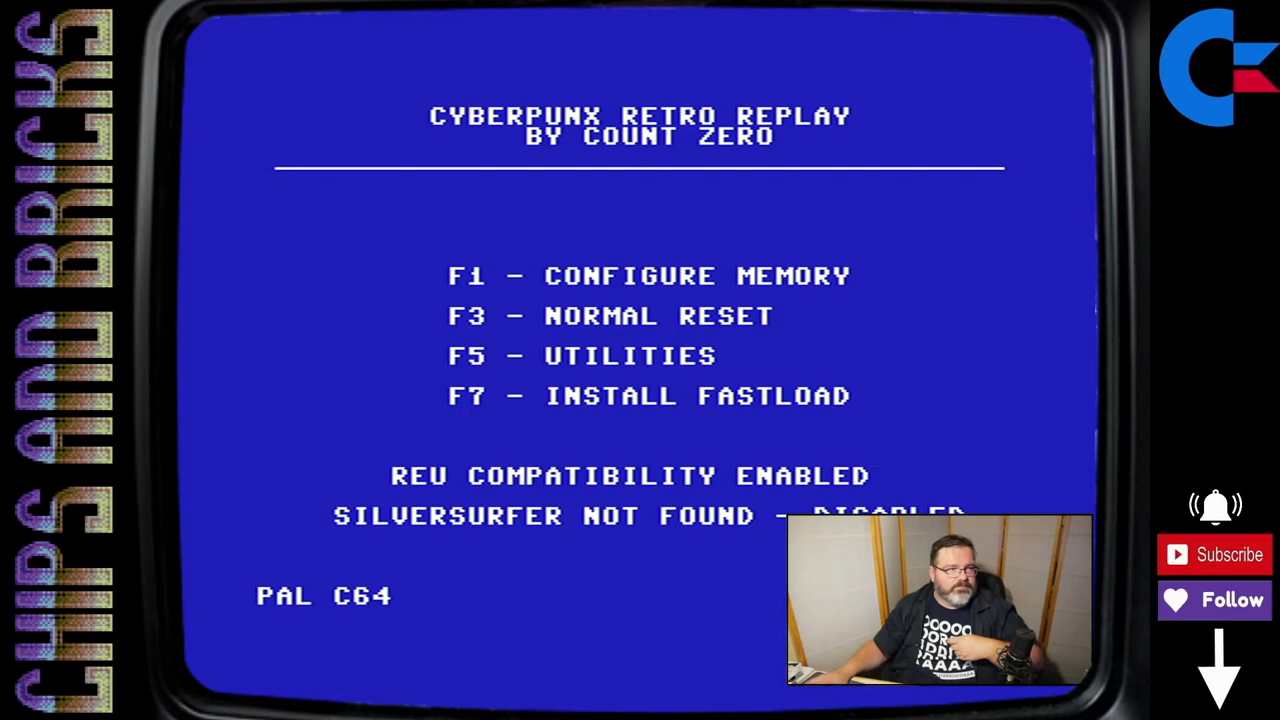 CHIPS AND BRICKS
CYBERPUNX RETRO REPLAY
BY COUNT ZERO
F1 - CONFIGURE MEMORY
F3 - NORMAL RESET
F5 - UTILITIES
F7 - INSTALL FASTLOAD
REU COMPATIBILITY ENABLED
SILVERSURFER NOT FOUND - DISABLED
PAL C64
Subscribe
Follow